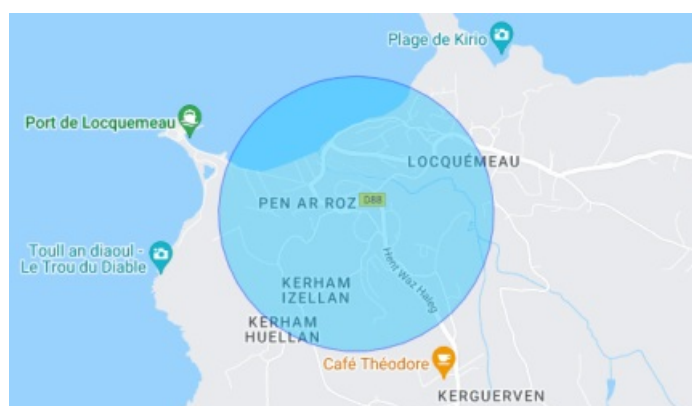 Plage de Kirio
Port de Locquemeau
LOCQUÉMEAU
PEN AR ROZ
D88
Toull an diaoul -
Le Trou du Diable
Hent Waz Haleg
KERHAM
IZELLAN
KERHAM
HUELLAN
Café Théodore
KERGUERVEN